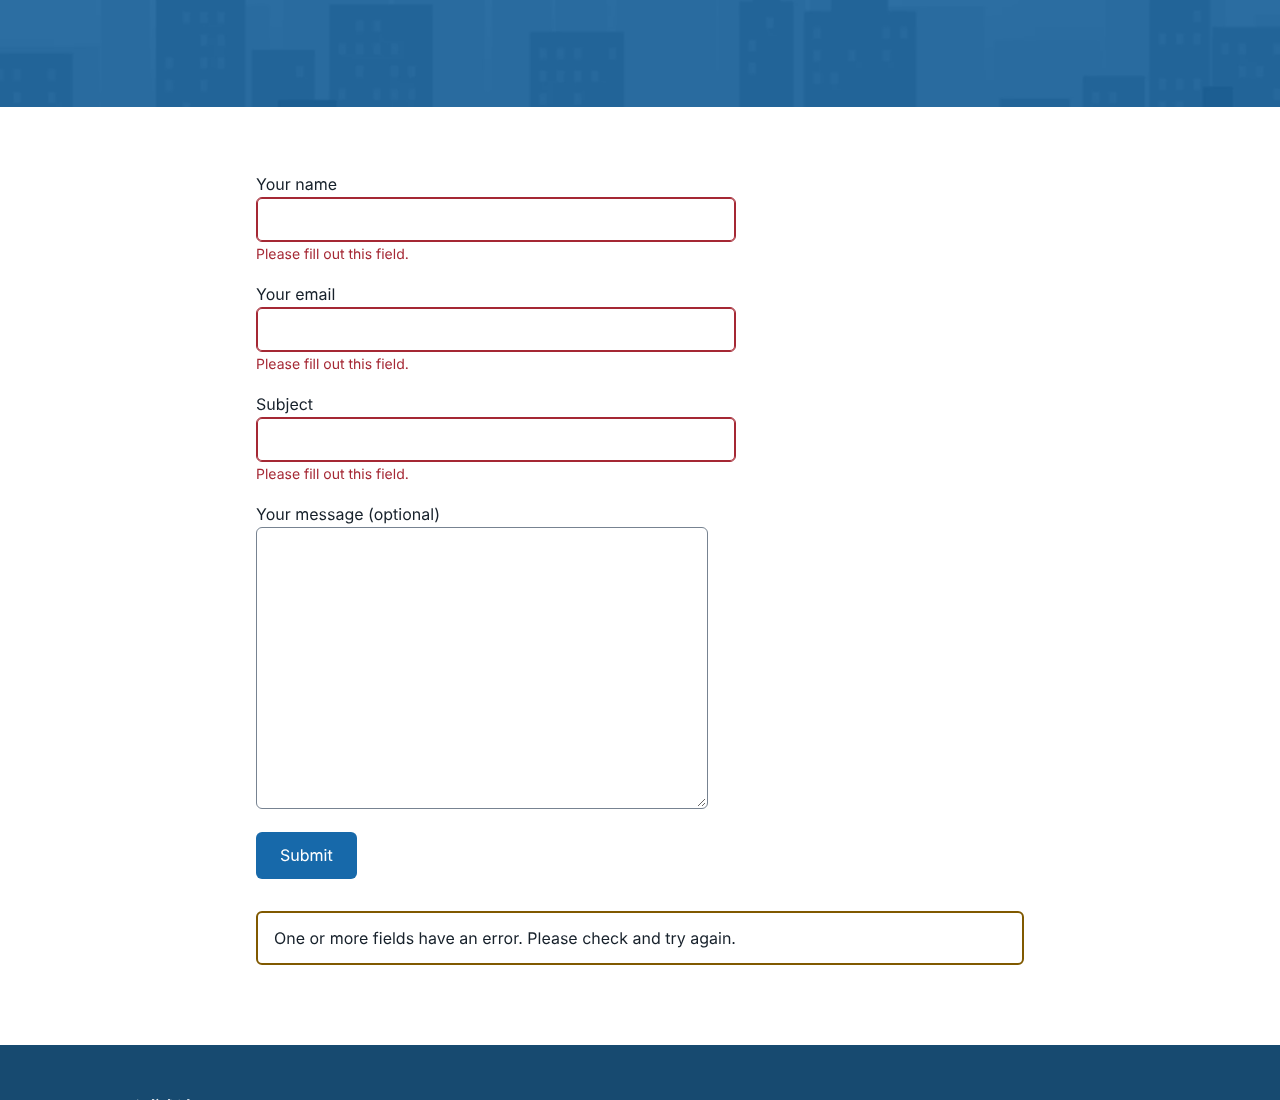 Your name
Please fill out this field.
Your email
Please fill out this field.
Subject
Please fill out this field.
Your message (optional)
Submit
One or more fields have an error. Please check and try again.